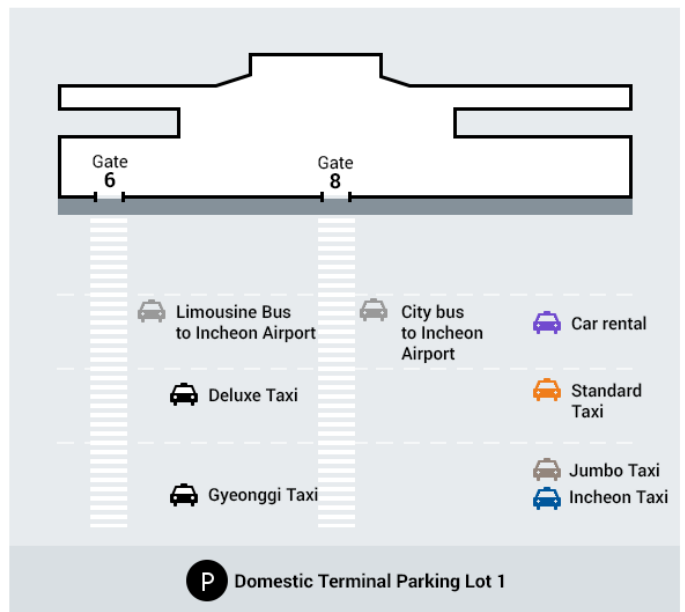 Gate
6
Gate
8
Limousine Bus
to Incheon Airport
City bus
to Incheon
Airport
Car rental
Deluxe Taxi
Standard
Taxi
Gyeonggi Taxi
Jumbo Taxi
Incheon Taxi
P Domestic Terminal Parking Lot 1